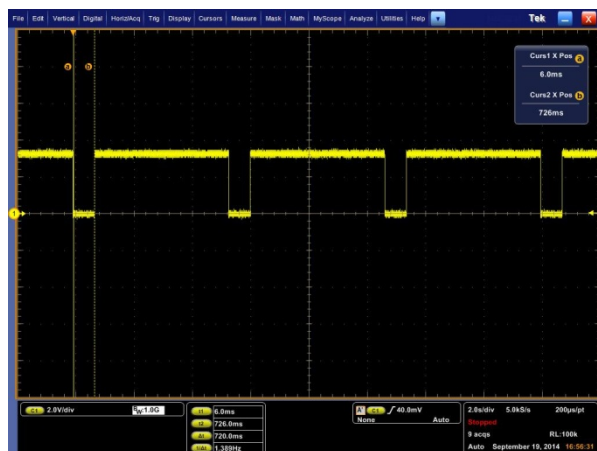 File Edit Vertical Digital Horiz/Acq Trig Display Cursors Measure Mask Math MyScope Analyze Utilities Help Tek X
a b
Curs1 X Pos a
6.0ms
Curs2 X Pos b
726ms
1
C1 2.0V/div BW:1.0G
t1 6.0ms
t2 726.0ms
Δt 720.0ms
1/Δt 1.389Hz
A' C1 40.0mV
None Auto
2.0s/div 5.0kS/s 200µs/pt
Stopped
9 acqs RL:100k
Auto September 19, 2014 16:56:31